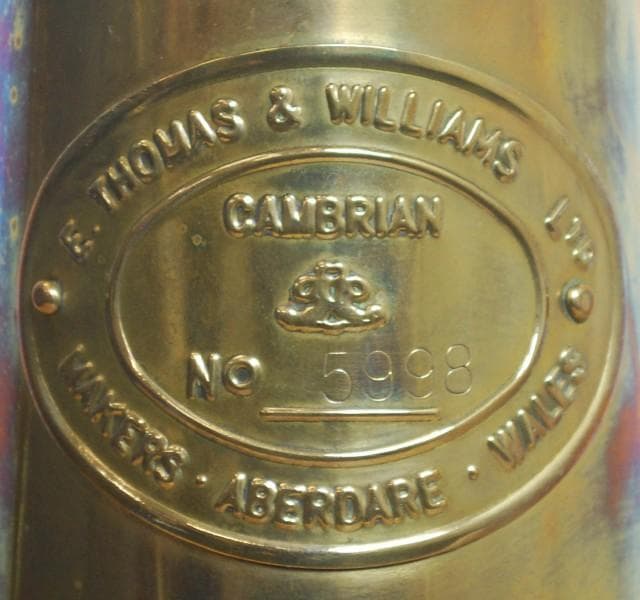 E. THOMAS & WILLIAMS LTD
CAMBRIAN
NO 5998
MAKERS · ABERDARE · WALES